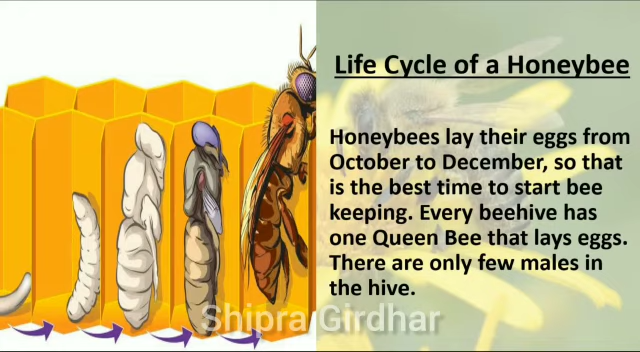 Life Cycle of a Honeybee
Honeybees lay their eggs from
October to December, so that
is the best time to start bee
keeping. Every beehive has
one Queen Bee that lays eggs.
There are only few males in
the hive.
Shipra Girdhar